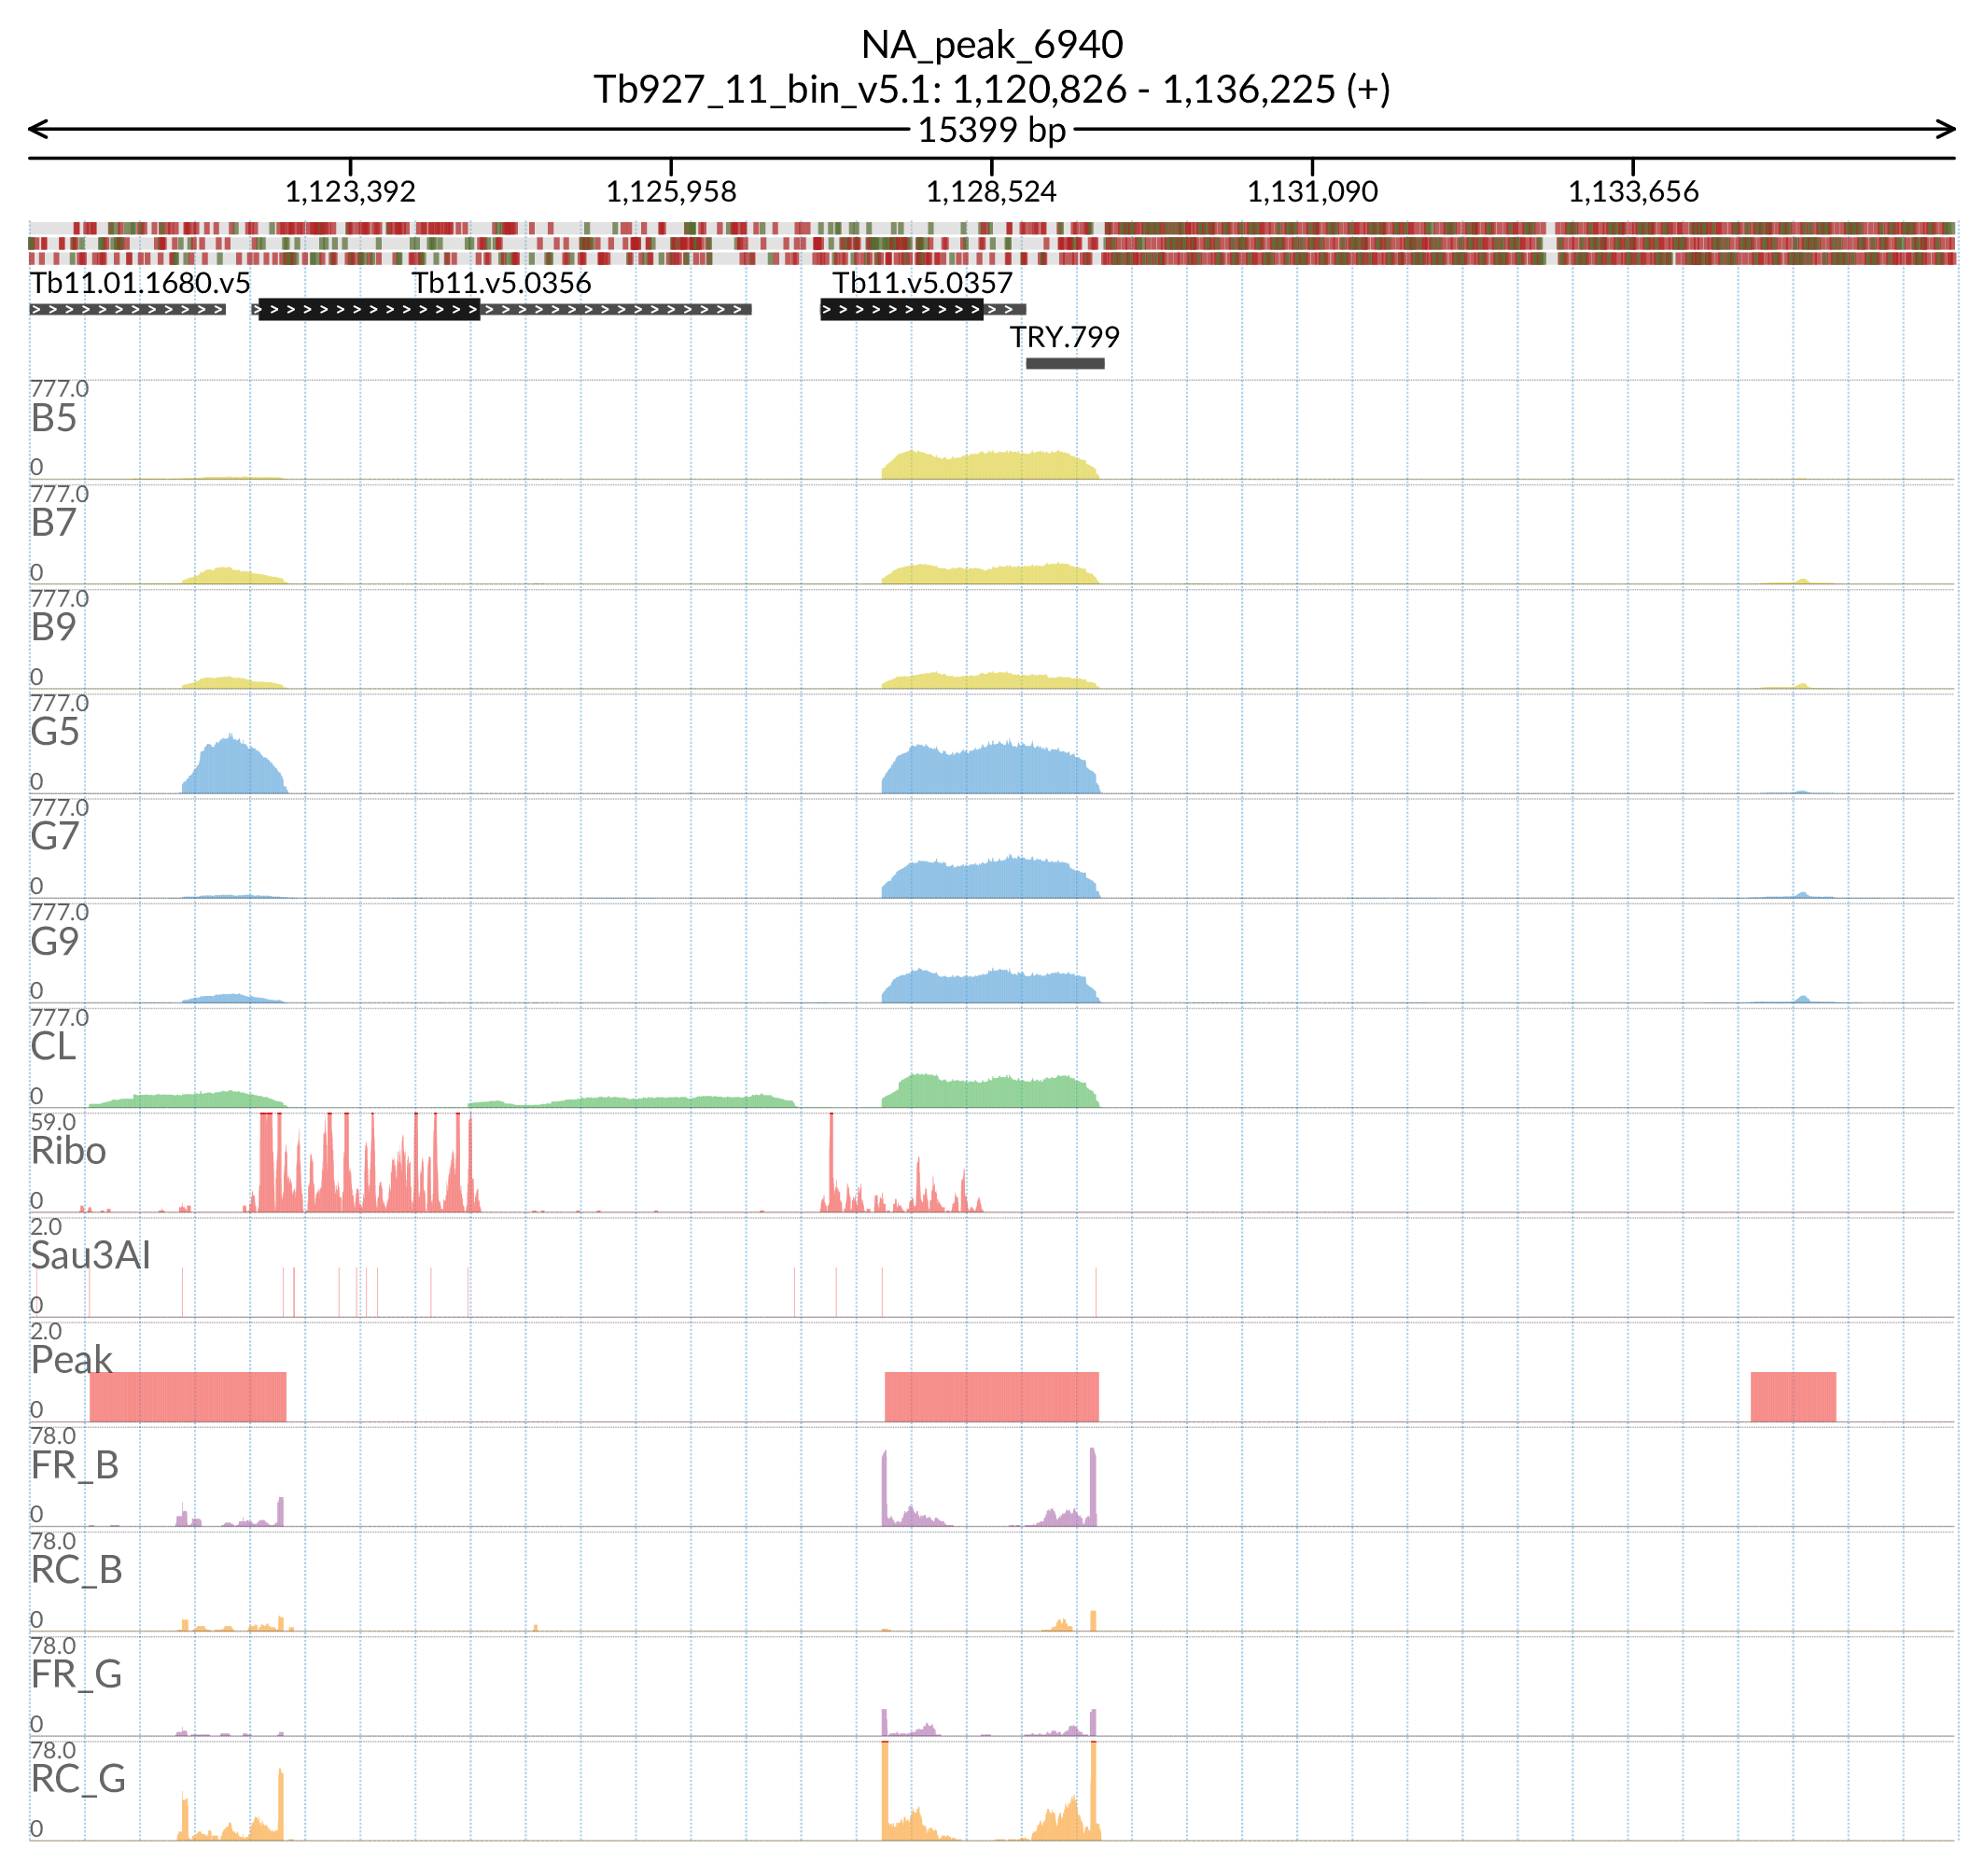 NA_peak_6940
Tb927_11_bin_v5.1: 1,120,826 - 1,136,225 (+)
15399 bp
1,123,392 1,125,958 1,128,524 1,131,090 1,133,656
Tb11.01.1680.v5 Tb11.v5.0356 Tb11.v5.0357
TRY.799
777.0
B5
0
777.0
B7
0
777.0
B9
0
777.0
G5
0
777.0
G7
0
777.0
G9
0
777.0
CL
0
59.0
Ribo
0
2.0
Sau3AI
0
2.0
Peak
0
78.0
FR_B
0
78.0
RC_B
0
78.0
FR_G
0
78.0
RC_G
0